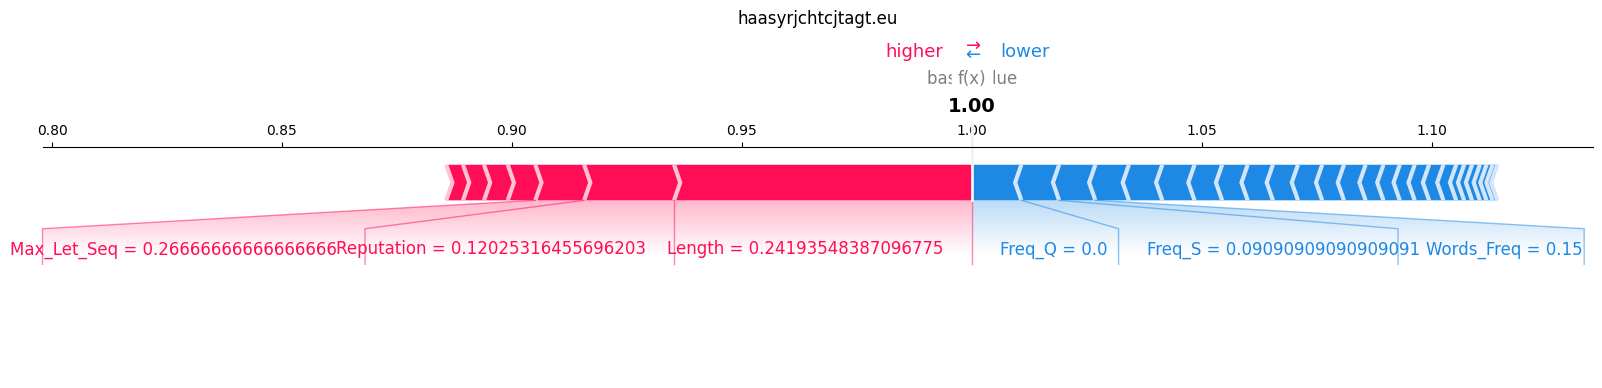 haasyrjchtcjtagt.eu
higher → ← lower
bas f(x) lue
1.00
0.80 0.85 0.90 0.95 1.00 1.05 1.10
Max_Let_Seq = 0.26666666666666666 Reputation = 0.12025316455696203 Length = 0.24193548387096775 Freq_Q = 0.0 Freq_S = 0.09090909090909091 Words_Freq = 0.15